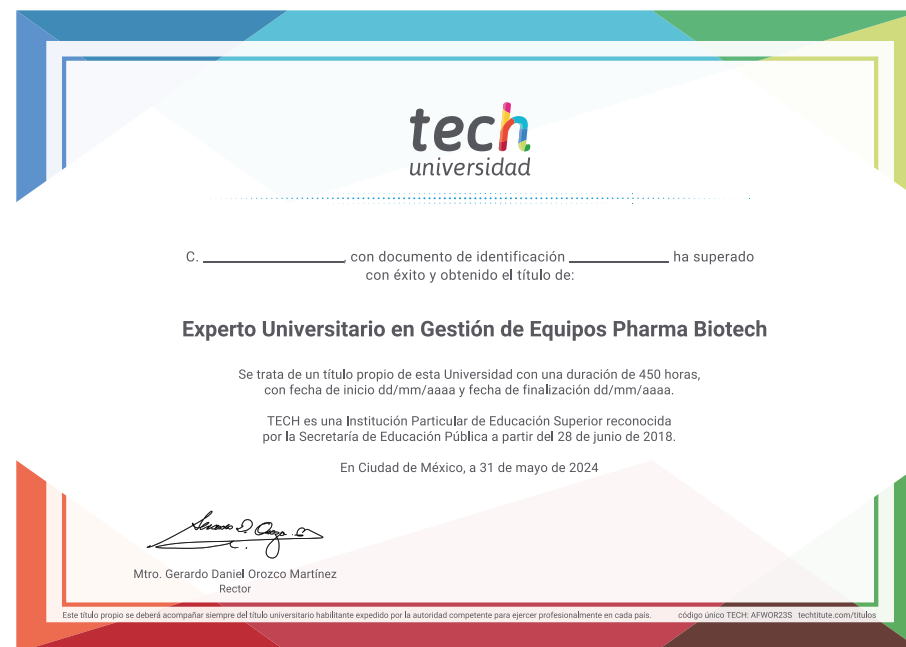 tech
universidad
C. ____________________, con documento de identificación ______________ ha superado
con éxito y obtenido el título de:
Experto Universitario en Gestión de Equipos Pharma Biotech
Se trata de un título propio de esta Universidad con una duración de 450 horas,
con fecha de inicio dd/mm/aaaa y fecha de finalización dd/mm/aaaa.
TECH es una Institución Particular de Educación Superior reconocida
por la Secretaría de Educación Pública a partir del 28 de junio de 2018.
En Ciudad de México, a 31 de mayo de 2024
Mtro. Gerardo Daniel Orozco Martínez
Rector
Este título propio se deberá acompañar siempre del título universitario habilitante expedido por la autoridad competente para ejercer profesionalmente en cada país. código único TECH: AFWOR23S techtitute.com/titulos